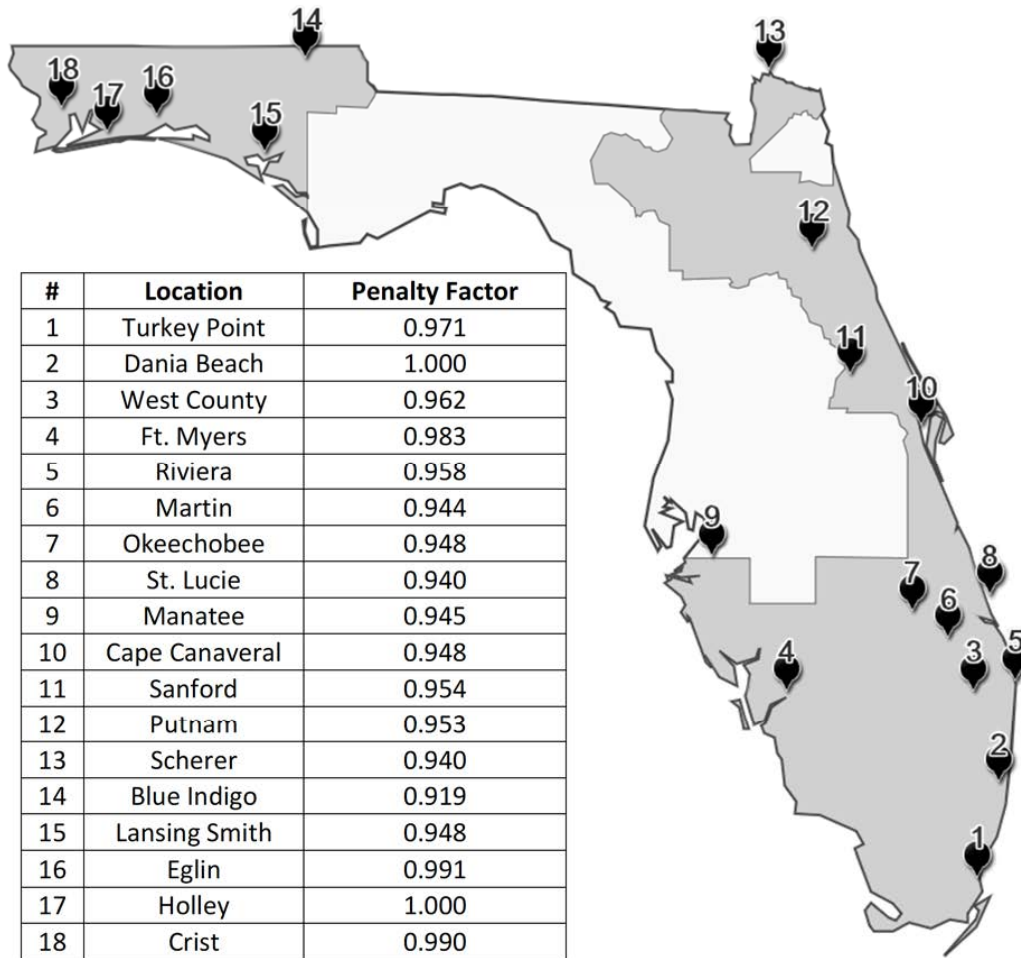 14
13
18
16
17
15
12
# Location Penalty Factor
1 Turkey Point 0.971
2 Dania Beach 1.000
3 West County 0.962
4 Ft. Myers 0.983
5 Riviera 0.958
6 Martin 0.944
7 Okeechobee 0.948
8 St. Lucie 0.940
9 Manatee 0.945
10 Cape Canaveral 0.948
11 Sanford 0.954
12 Putnam 0.953
13 Scherer 0.940
14 Blue Indigo 0.919
15 Lansing Smith 0.948
16 Eglin 0.991
17 Holley 1.000
18 Crist 0.990
11
10
9
8
7
6
5
4
3
2
1